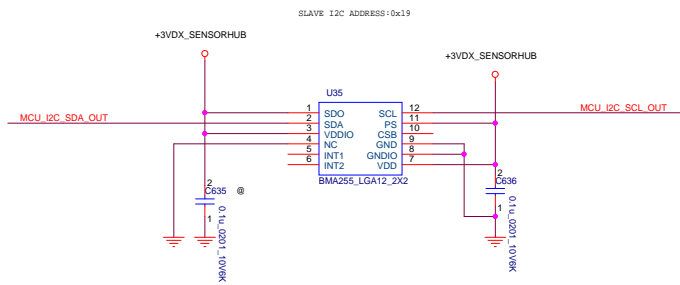 SLAVE I2C ADDRESS:0x19
+3VDX_SENSORHUB
+3VDX_SENSORHUB
U35
MCU_I2C_SDA_OUT
MCU_I2C_SCL_OUT
1 SDO SCL 12
2 SDA PS 11
3 VDDIO CSB 10
4 NC GND 9
5 INT1 GNDIO 8
6 INT2 VDD 7
BMA255_LGA12_2X2
2
C635 @
1
0.1u_0201_10V6K
2
C636
1
0.1u_0201_10V6K